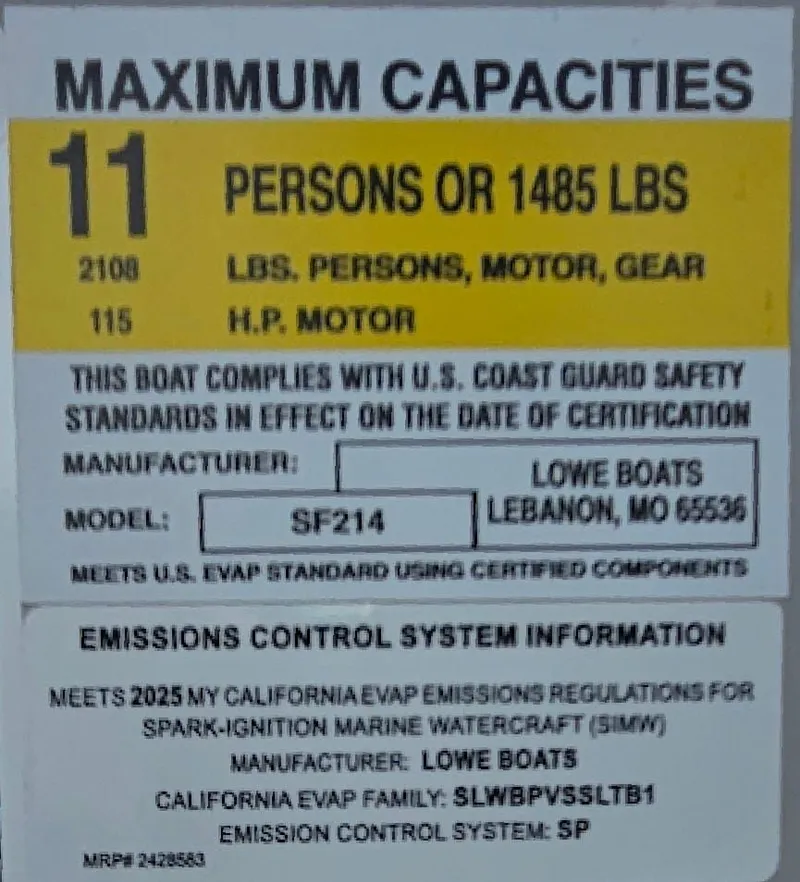 MAXIMUM CAPACITIES
11 PERSONS OR 1485 LBS
2108 LBS. PERSONS, MOTOR, GEAR
115 H.P. MOTOR
THIS BOAT COMPLIES WITH U.S. COAST GUARD SAFETY
STANDARDS IN EFFECT ON THE DATE OF CERTIFICATION
MANUFACTURER: LOWE BOATS
LEBANON, MO 65536
MODEL: SF214
MEETS U.S. EVAP STANDARD USING CERTIFIED COMPONENTS
EMISSIONS CONTROL SYSTEM INFORMATION
MEETS 2025 MY CALIFORNIA EVAP EMISSIONS REGULATIONS FOR
SPARK-IGNITION MARINE WATERCRAFT (SIMW)
MANUFACTURER: LOWE BOATS
CALIFORNIA EVAP FAMILY: SLWBPVSSLTB1
EMISSION CONTROL SYSTEM: SP
MRP# 2428583